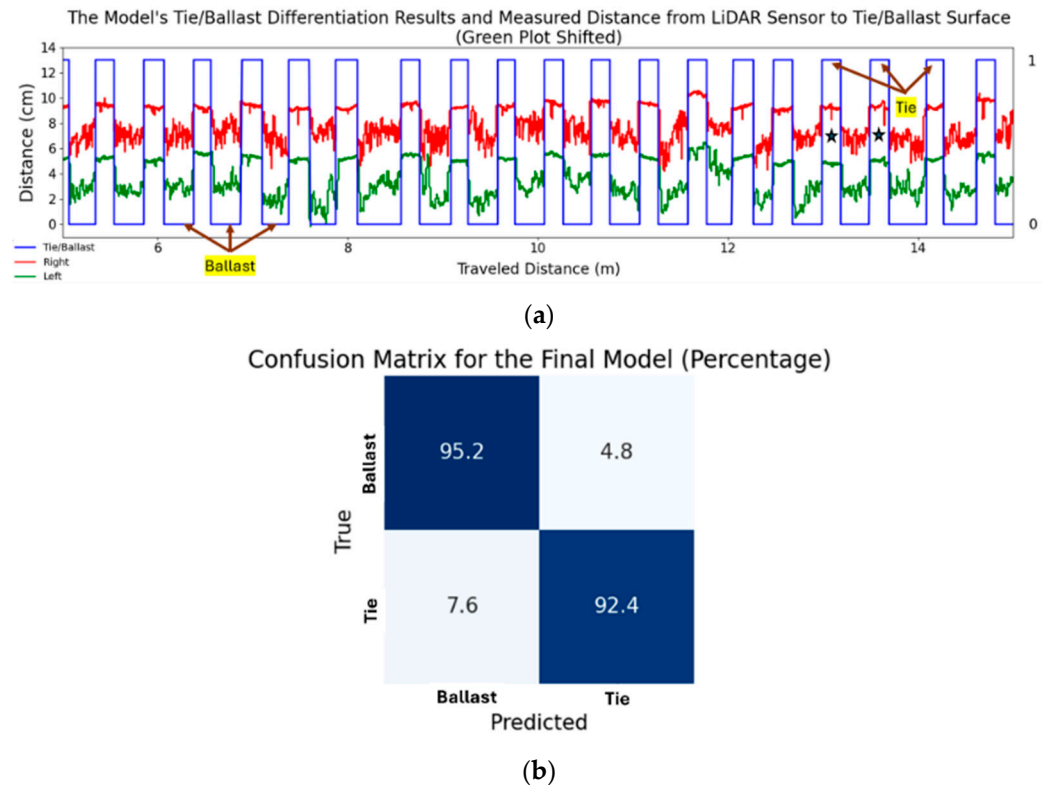 The Model's Tie/Ballast Differentiation Results and Measured Distance from LiDAR Sensor to Tie/Ballast Surface
(Green Plot Shifted)
Distance (cm)
14
12
10
8
6
4
2
0
1
0
Tie
Ballast
6
8
10
12
14
Traveled Distance (m)
Tie/Ballast
Right
Left
(a)
Confusion Matrix for the Final Model (Percentage)
True
Ballast
95.2
4.8
Tie
7.6
92.4
Ballast
Tie
Predicted
(b)